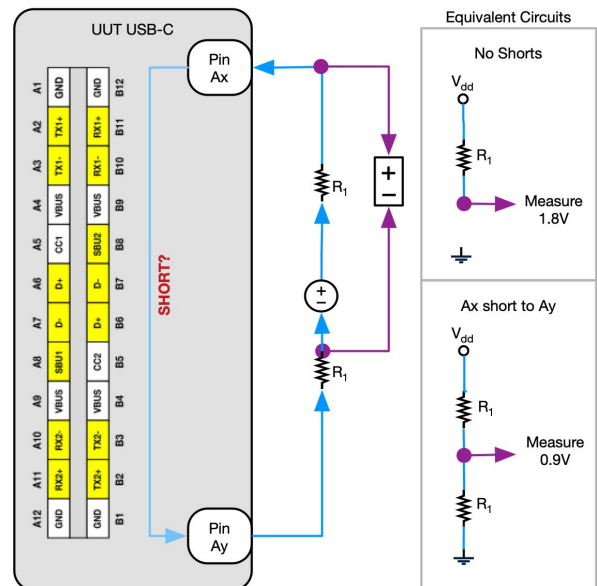 UUT USB-C
A1 GND GND B12
A2 TX1+ RX1+ B11
A3 TX1- RX1- B10
A4 VBUS VBUS B9
A5 CC1 SBU2 B8
A6 D+ D- B7
A7 D- D+ B6
A8 SBU1 CC2 B5
A9 VBUS VBUS B4
A10 RX2- TX2- B3
A11 RX2+ TX2+ B2
A12 GND GND B1
SHORT?
Pin
Ax
Pin
Ay
R1
+
−
+
−
R1
Equivalent Circuits
No Shorts
Vdd
R1
Measure
1.8V
Ax short to Ay
Vdd
R1
Measure
0.9V
R1